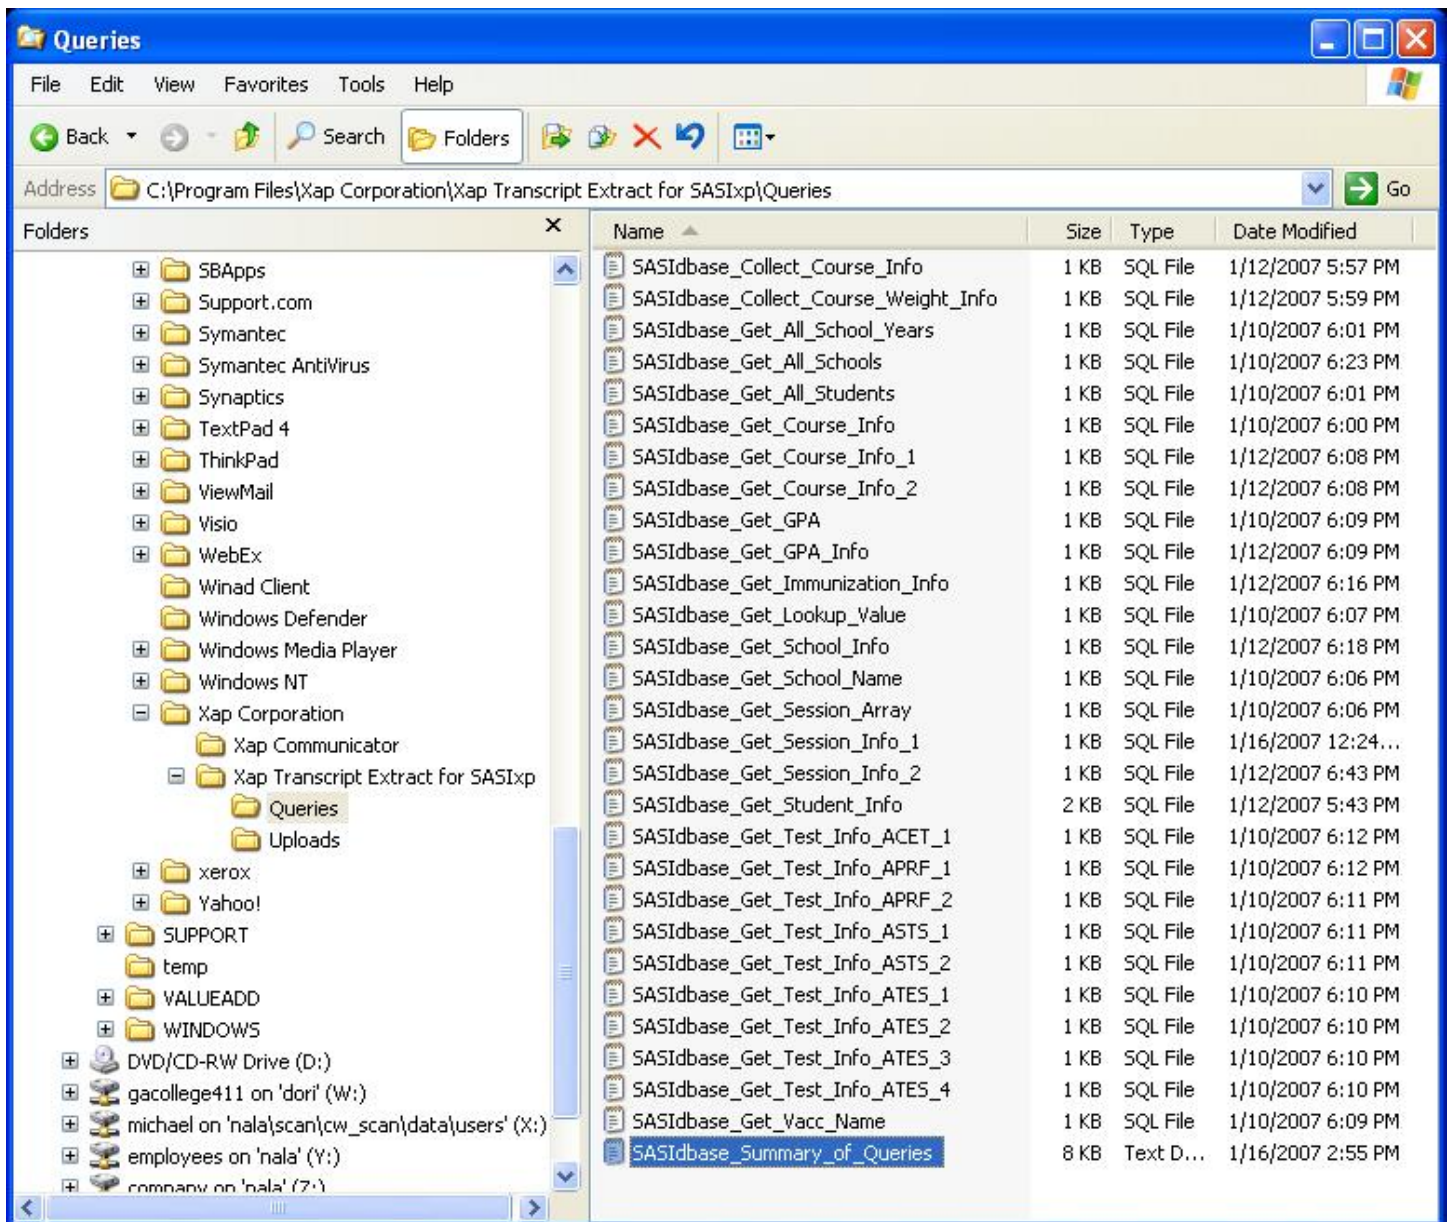 Queries
File Edit View Favorites Tools Help
Back Search Folders
Address C:\Program Files\Xap Corporation\Xap Transcript Extract for SASIxp\Queries Go
Folders x
SBApps
Support.com
Symantec
Symantec AntiVirus
Synaptics
TextPad 4
ThinkPad
ViewMail
Visio
WebEx
Winad Client
Windows Defender
Windows Media Player
Windows NT
Xap Corporation
Xap Communicator
Xap Transcript Extract for SASIxp
Queries
Uploads
xerox
Yahoo!
SUPPORT
temp
VALUEADD
WINDOWS
DVD/CD-RW Drive (D:)
gacollege411 on 'dori' (W:)
michael on 'nala\scan\cw_scan\data\users' (X:)
employees on 'nala' (Y:)
company on 'nala' (Z:)
Name Size Type Date Modified
SASIdbase_Collect_Course_Info 1 KB SQL File 1/12/2007 5:57 PM
SASIdbase_Collect_Course_Weight_Info 1 KB SQL File 1/12/2007 5:59 PM
SASIdbase_Get_All_School_Years 1 KB SQL File 1/10/2007 6:01 PM
SASIdbase_Get_All_Schools 1 KB SQL File 1/10/2007 6:23 PM
SASIdbase_Get_All_Students 1 KB SQL File 1/10/2007 6:01 PM
SASIdbase_Get_Course_Info 1 KB SQL File 1/10/2007 6:00 PM
SASIdbase_Get_Course_Info_1 1 KB SQL File 1/12/2007 6:08 PM
SASIdbase_Get_Course_Info_2 1 KB SQL File 1/12/2007 6:08 PM
SASIdbase_Get_GPA 1 KB SQL File 1/10/2007 6:09 PM
SASIdbase_Get_GPA_Info 1 KB SQL File 1/12/2007 6:09 PM
SASIdbase_Get_Immunization_Info 1 KB SQL File 1/12/2007 6:16 PM
SASIdbase_Get_Lookup_Value 1 KB SQL File 1/10/2007 6:07 PM
SASIdbase_Get_School_Info 1 KB SQL File 1/12/2007 6:18 PM
SASIdbase_Get_School_Name 1 KB SQL File 1/10/2007 6:06 PM
SASIdbase_Get_Session_Array 1 KB SQL File 1/10/2007 6:06 PM
SASIdbase_Get_Session_Info_1 1 KB SQL File 1/16/2007 12:24...
SASIdbase_Get_Session_Info_2 1 KB SQL File 1/12/2007 6:43 PM
SASIdbase_Get_Student_Info 2 KB SQL File 1/12/2007 5:43 PM
SASIdbase_Get_Test_Info_ACET_1 1 KB SQL File 1/10/2007 6:12 PM
SASIdbase_Get_Test_Info_APRF_1 1 KB SQL File 1/10/2007 6:12 PM
SASIdbase_Get_Test_Info_APRF_2 1 KB SQL File 1/10/2007 6:11 PM
SASIdbase_Get_Test_Info_ASTS_1 1 KB SQL File 1/10/2007 6:11 PM
SASIdbase_Get_Test_Info_ASTS_2 1 KB SQL File 1/10/2007 6:11 PM
SASIdbase_Get_Test_Info_ATES_1 1 KB SQL File 1/10/2007 6:10 PM
SASIdbase_Get_Test_Info_ATES_2 1 KB SQL File 1/10/2007 6:10 PM
SASIdbase_Get_Test_Info_ATES_3 1 KB SQL File 1/10/2007 6:10 PM
SASIdbase_Get_Test_Info_ATES_4 1 KB SQL File 1/10/2007 6:10 PM
SASIdbase_Get_Vacc_Name 1 KB SQL File 1/10/2007 6:09 PM
SASIdbase_Summary_of_Queries 8 KB Text D... 1/16/2007 2:55 PM